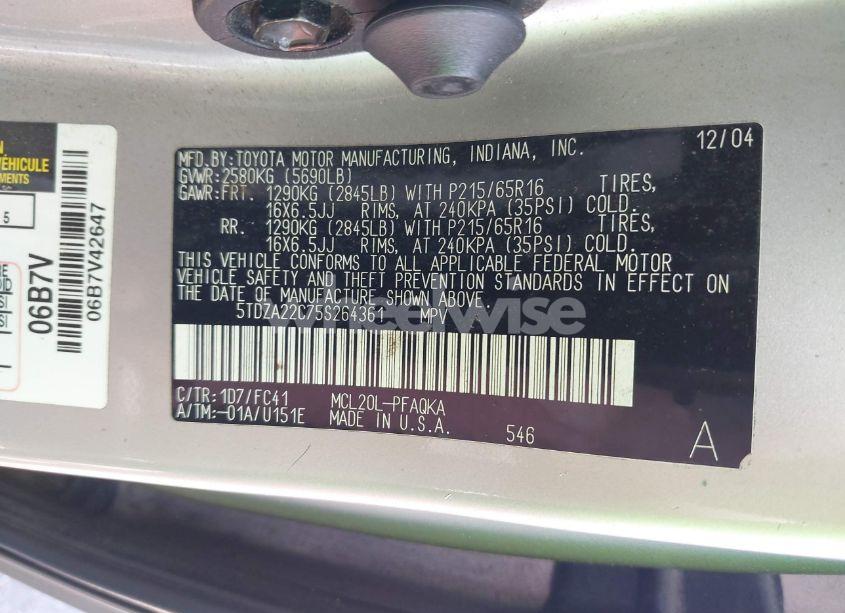 12/04
MFD.BY:TOYOTA MOTOR MANUFACTURING, INDIANA, INC.
GVWR:2580KG (5690LB)
GAWR:FRT. 1290KG (2845LB) WITH P215/65R16 TIRES,
16X6.5JJ RIMS, AT 240KPA (35PSI) COLD.
RR. 1290KG (2845LB) WITH P215/65R16 TIRES,
16X6.5JJ RIMS, AT 240KPA (35PSI) COLD.
THIS VEHICLE CONFORMS TO ALL APPLICABLE FEDERAL MOTOR
VEHICLE SAFETY AND THEFT PREVENTION STANDARDS IN EFFECT ON
THE DATE OF MANUFACTURE SHOWN ABOVE.
5TDZA22C75S264361 MPV
C/TR:1D7/FC41 MCL20L-PFAQKA
A/TM:-01A/U151E MADE IN U.S.A.
546
A
wheelwise
VÉHICULE
5
06B7V
06B7V42647